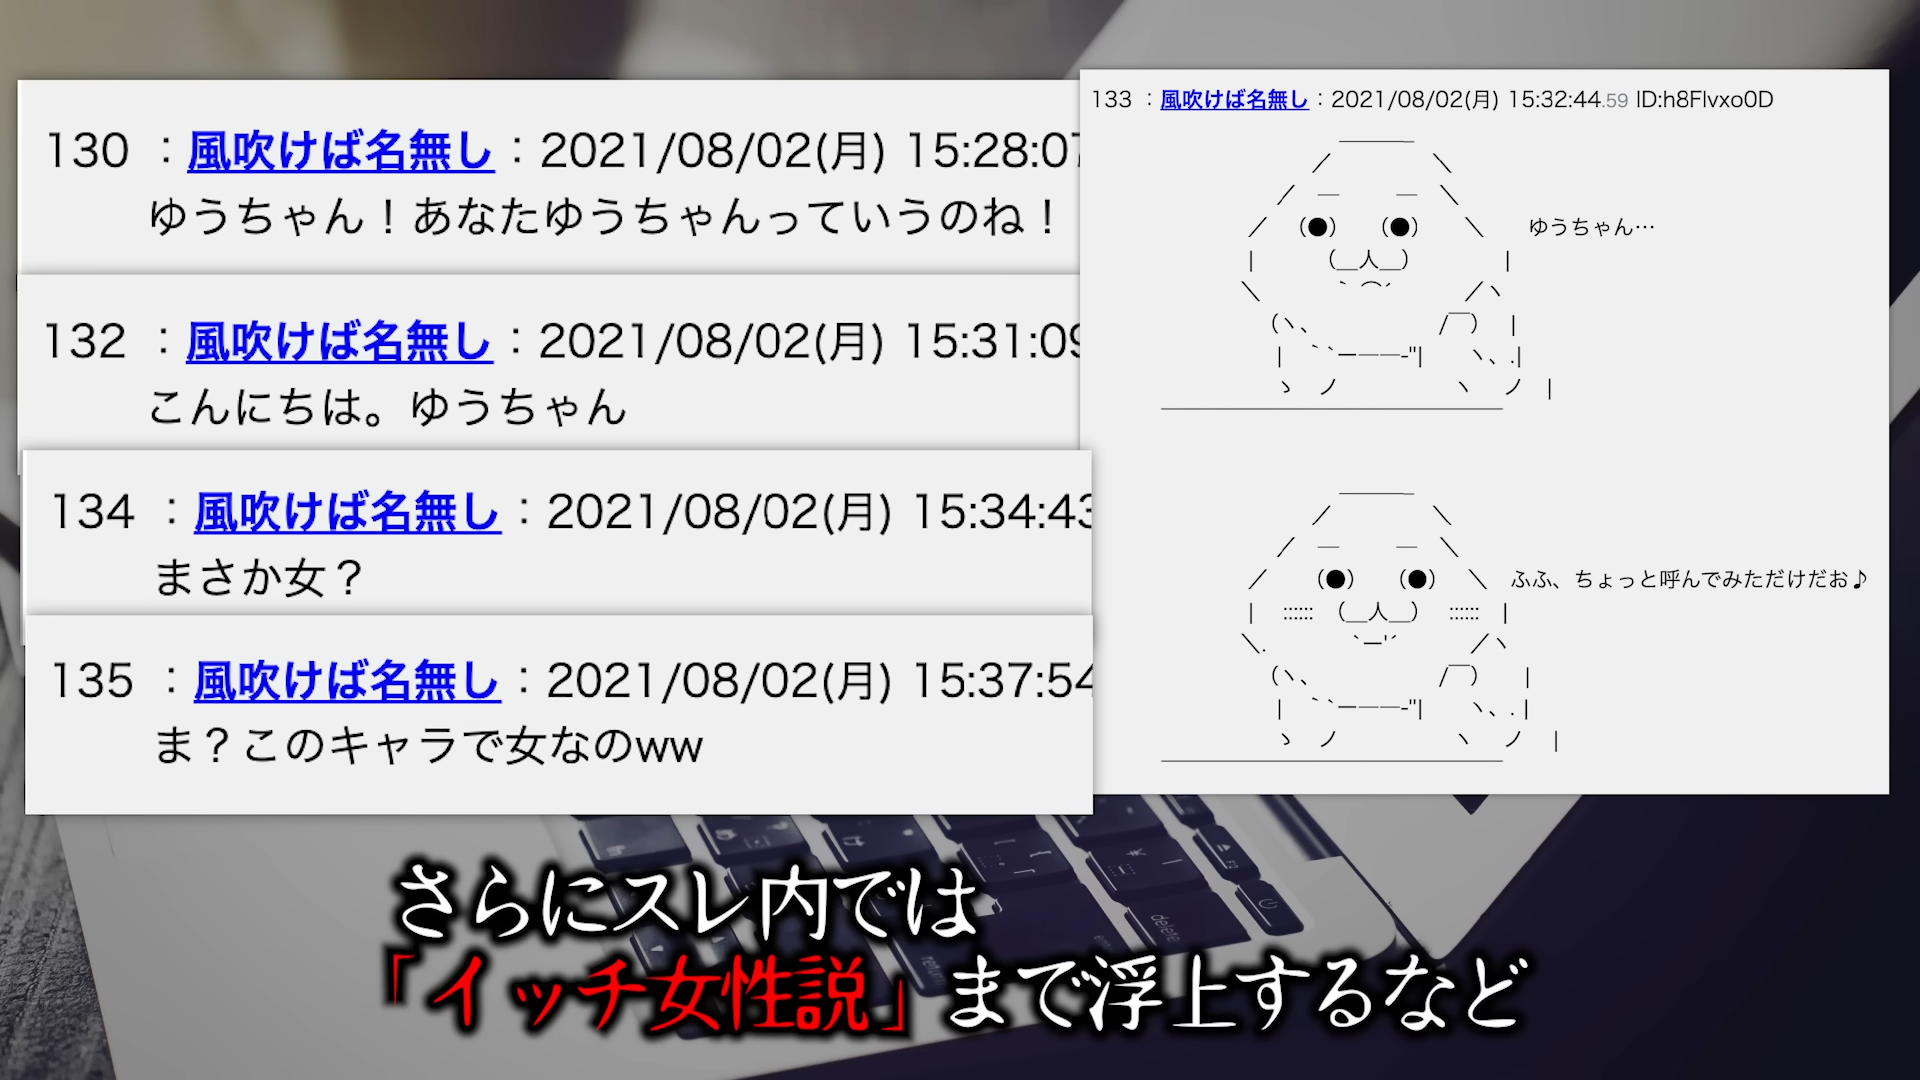 130 ：風吹けば名無し：2021/08/02(月) 15:28:07
ゆうちゃん！あなたゆうちゃんっていうのね！
132 ：風吹けば名無し：2021/08/02(月) 15:31:09
こんにちは。ゆうちゃん
133 ：風吹けば名無し：2021/08/02(月) 15:32:44.59 ID:h8Flvxo0D
ゆうちゃん…
ふふ、ちょっと呼んでみただけだお♪
134 ：風吹けば名無し：2021/08/02(月) 15:34:43
まさか女？
135 ：風吹けば名無し：2021/08/02(月) 15:37:54
ま？このキャラで女なのww
さらにスレ内では
「イッチ女性説」まで浮上するなど